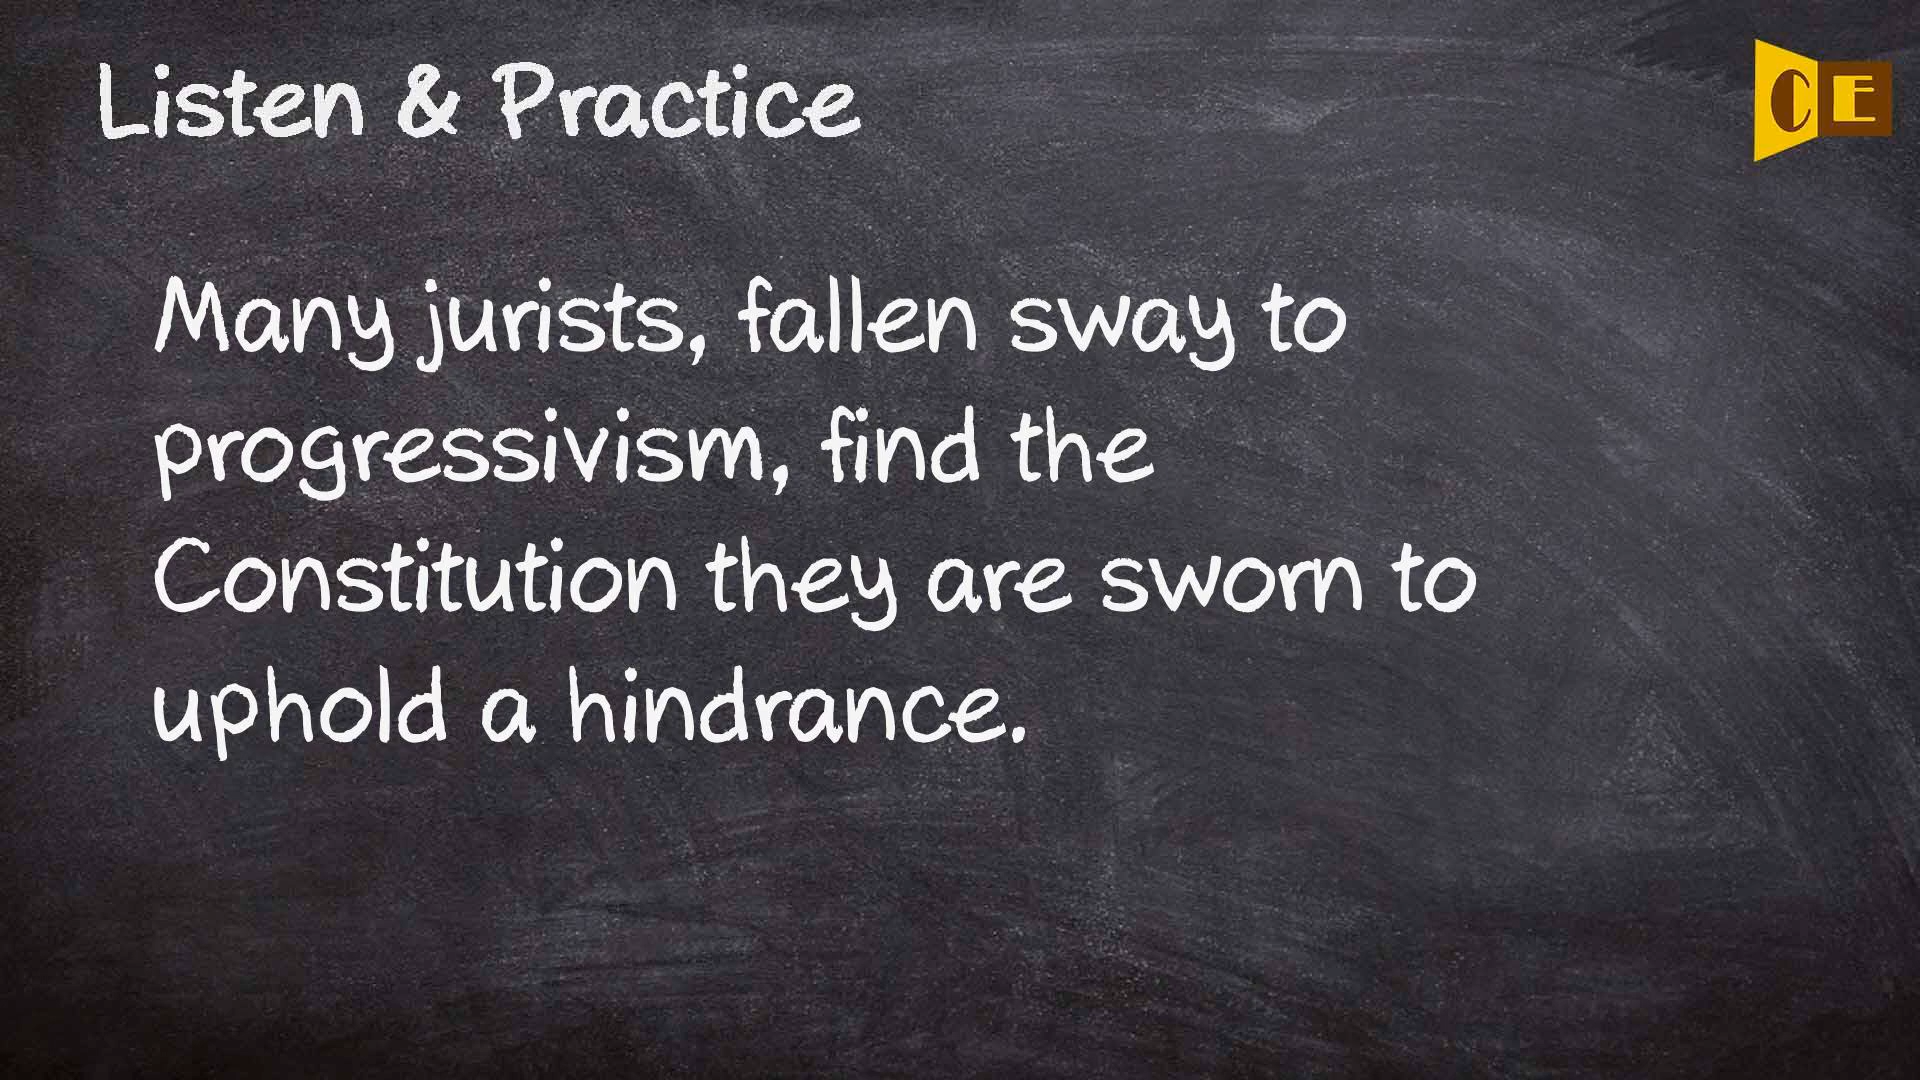 Listen & Practice
CE
Many jurists, fallen sway to
progressivism, find the
Constitution they are sworn to
uphold a hindrance.